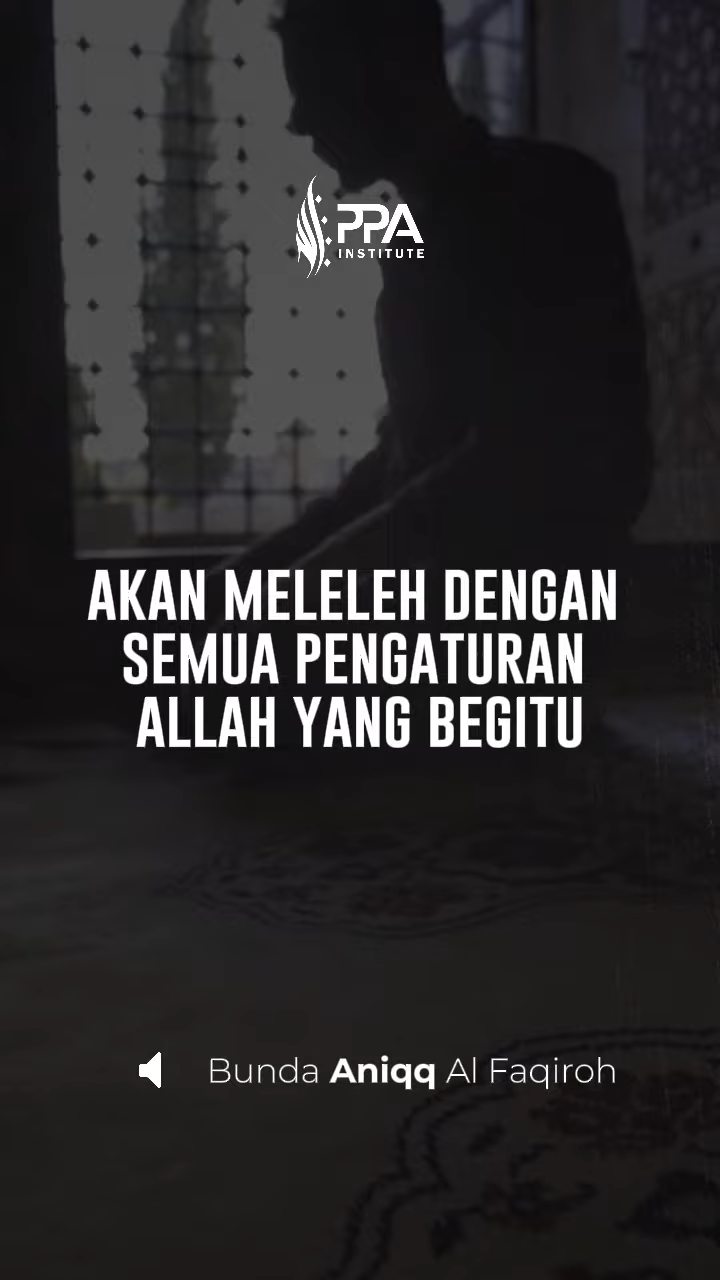 PPA
INSTITUTE
AKAN MELELEH DENGAN
SEMUA PENGATURAN
ALLAH YANG BEGITU
Bunda Aniqq Al Faqiroh